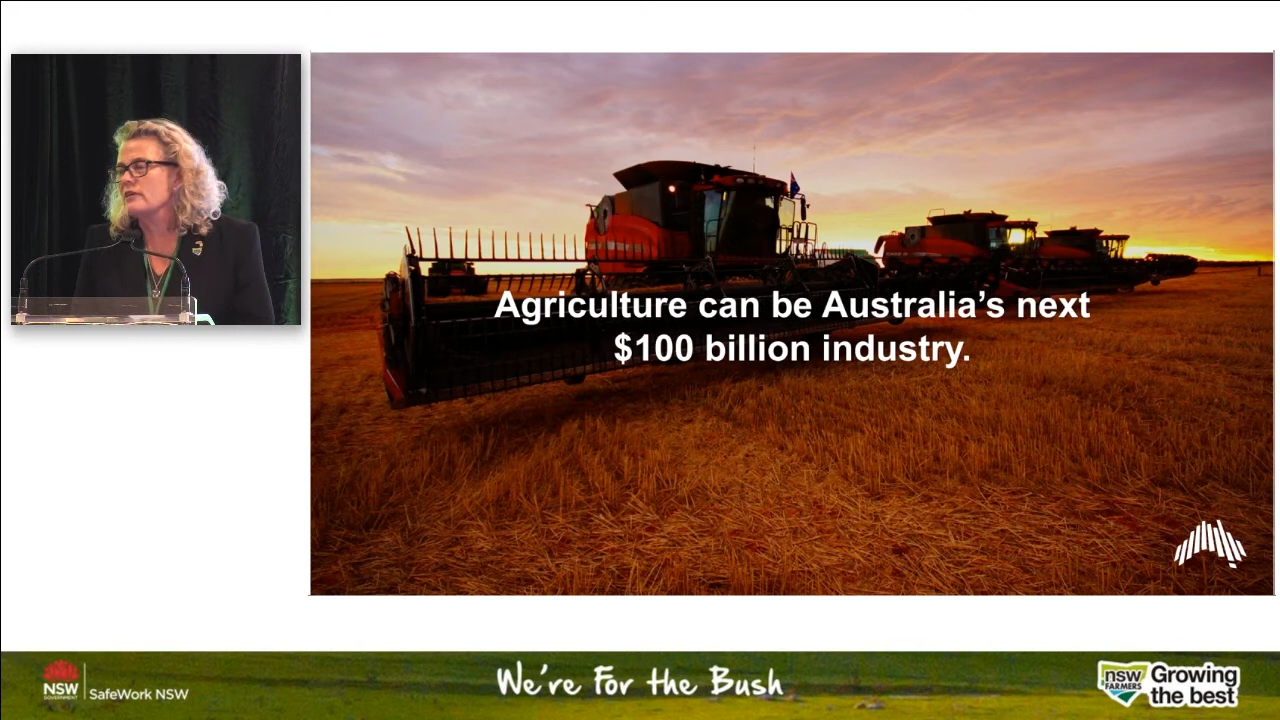 Agriculture can be Australia’s next
$100 billion industry.
NSW
GOVERNMENT
SafeWork NSW
We're For the Bush
nsw
FARMERS
Growing
the best